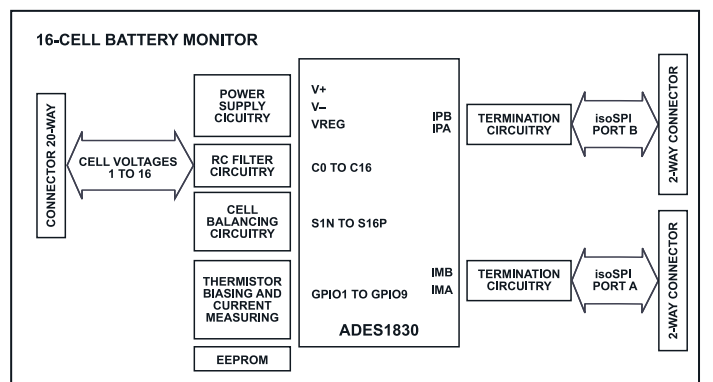 16-CELL BATTERY MONITOR
CONNECTOR 20-WAY
CELL VOLTAGES
1 TO 16
POWER
SUPPLY
CICUITRY
RC FILTER
CIRCUITRY
CELL
BALANCING
CIRCUITRY
THERMISTOR
BIASING AND
CURRENT
MEASURING
EEPROM
V+
V–
VREG
C0 TO C16
S1N TO S16P
GPIO1 TO GPIO9
IPB
IPA
IMB
IMA
ADES1830
TERMINATION
CIRCUITRY
isoSPI
PORT B
2-WAY CONNECTOR
TERMINATION
CIRCUITRY
isoSPI
PORT A
2-WAY CONNECTOR